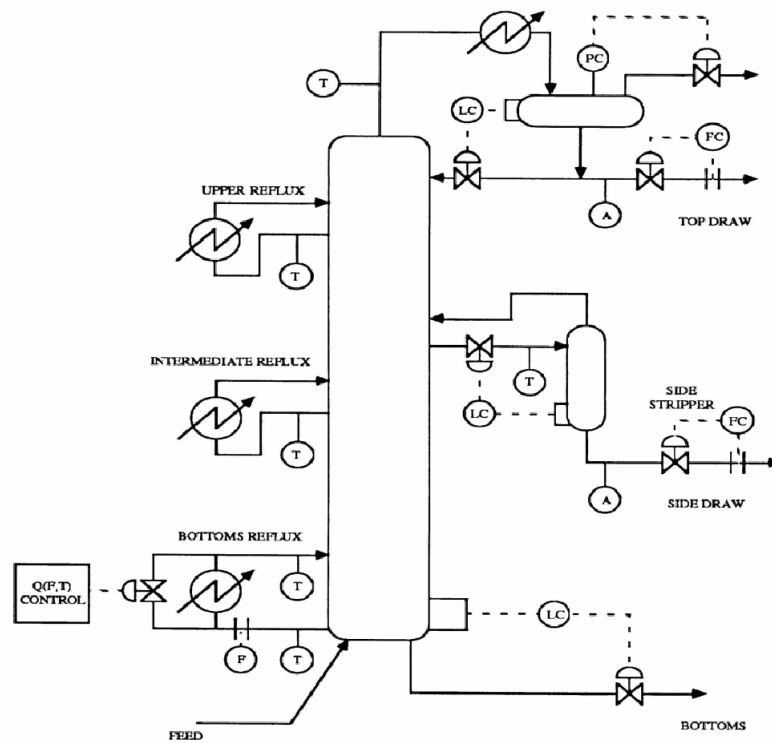 PC
T
LC
FC
UPPER REFLUX
A
TOP DRAW
T
INTERMEDIATE REFLUX
T
LC
SIDE
STRIPPER
FC
T
A
SIDE DRAW
BOTTOMS REFLUX
T
Q(F,T)
CONTROL
LC
F
T
BOTTOMS
FEED